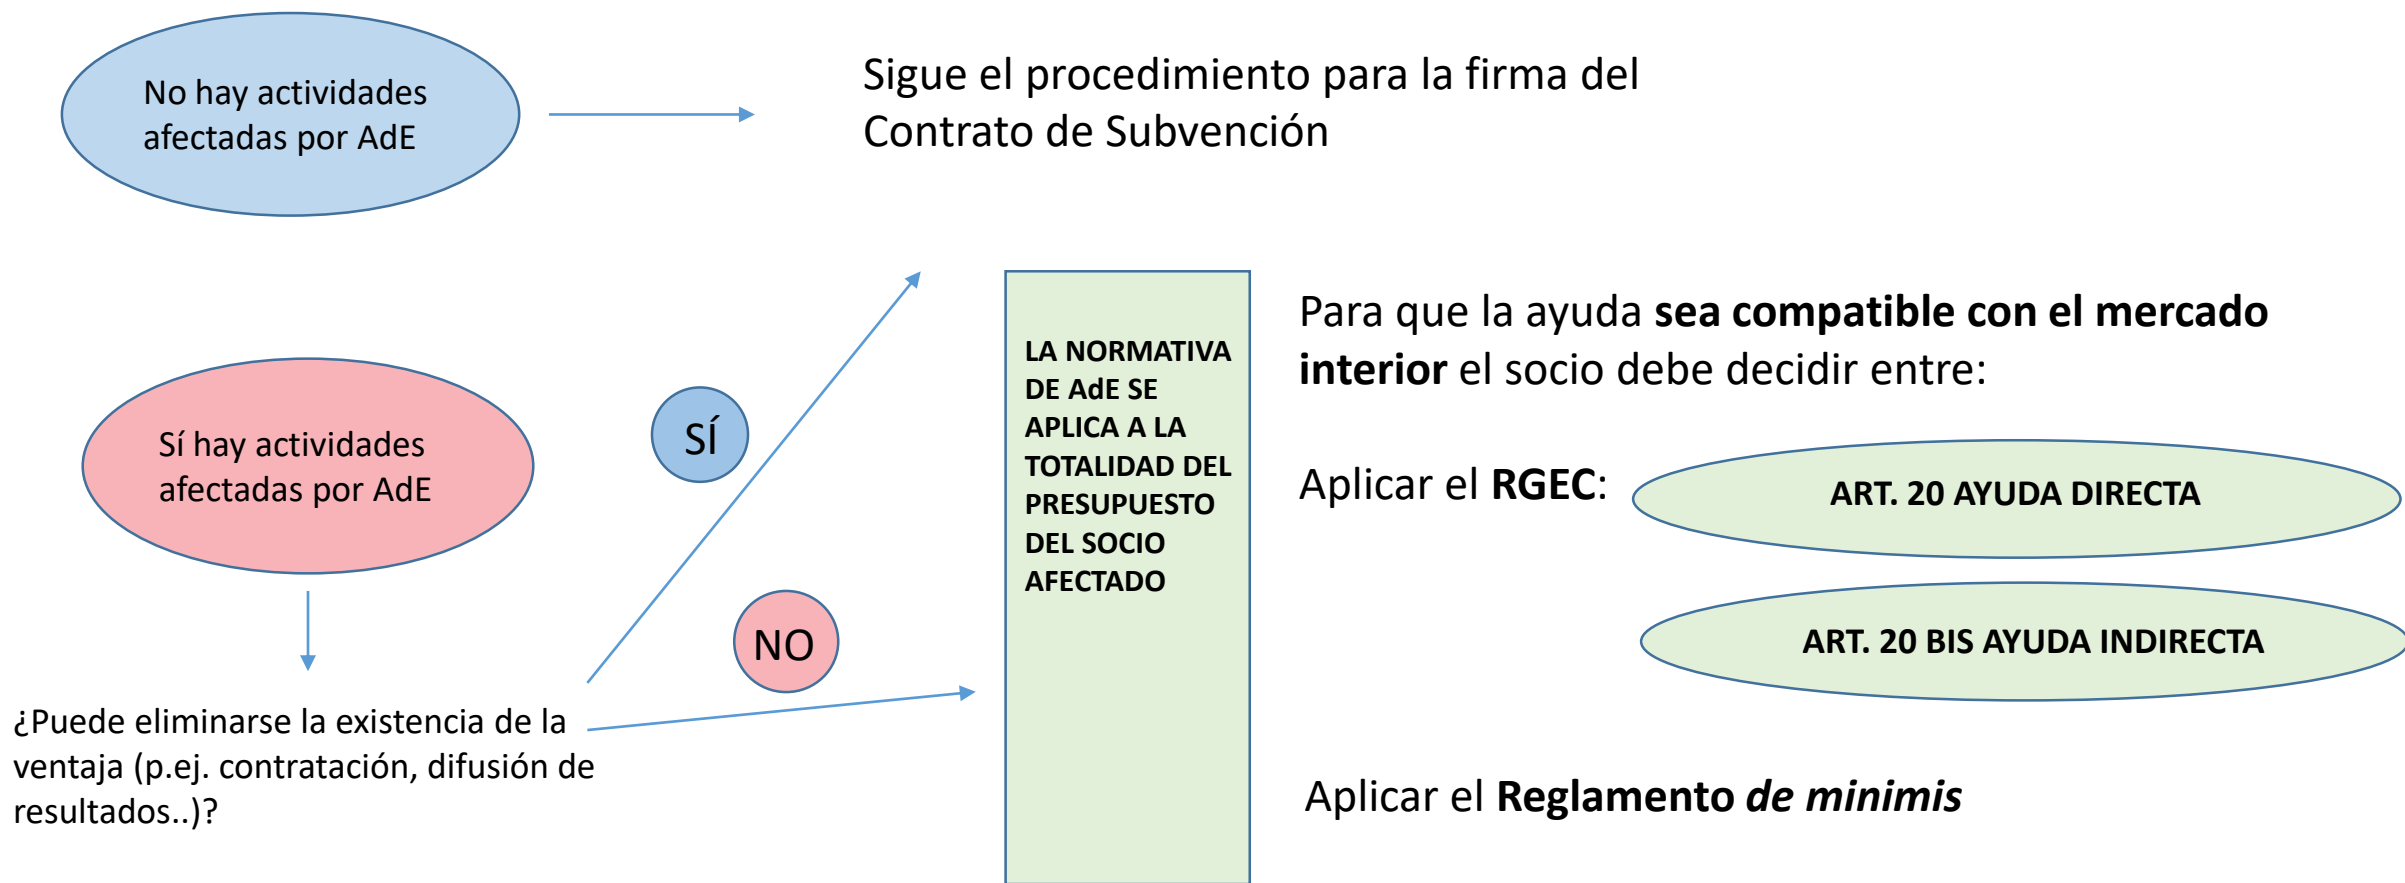 No hay actividades
afectadas por AdE
Sigue el procedimiento para la firma del
Contrato de Subvención
Sí hay actividades
afectadas por AdE
¿Puede eliminarse la existencia de la
ventaja (p.ej. contratación, difusión de
resultados..)?
SÍ
NO
LA NORMATIVA
DE AdE SE
APLICA A LA
TOTALIDAD DEL
PRESUPUESTO
DEL SOCIO
AFECTADO
Para que la ayuda sea compatible con el mercado
interior el socio debe decidir entre:
Aplicar el RGEC:
ART. 20 AYUDA DIRECTA
ART. 20 BIS AYUDA INDIRECTA
Aplicar el Reglamento de minimis